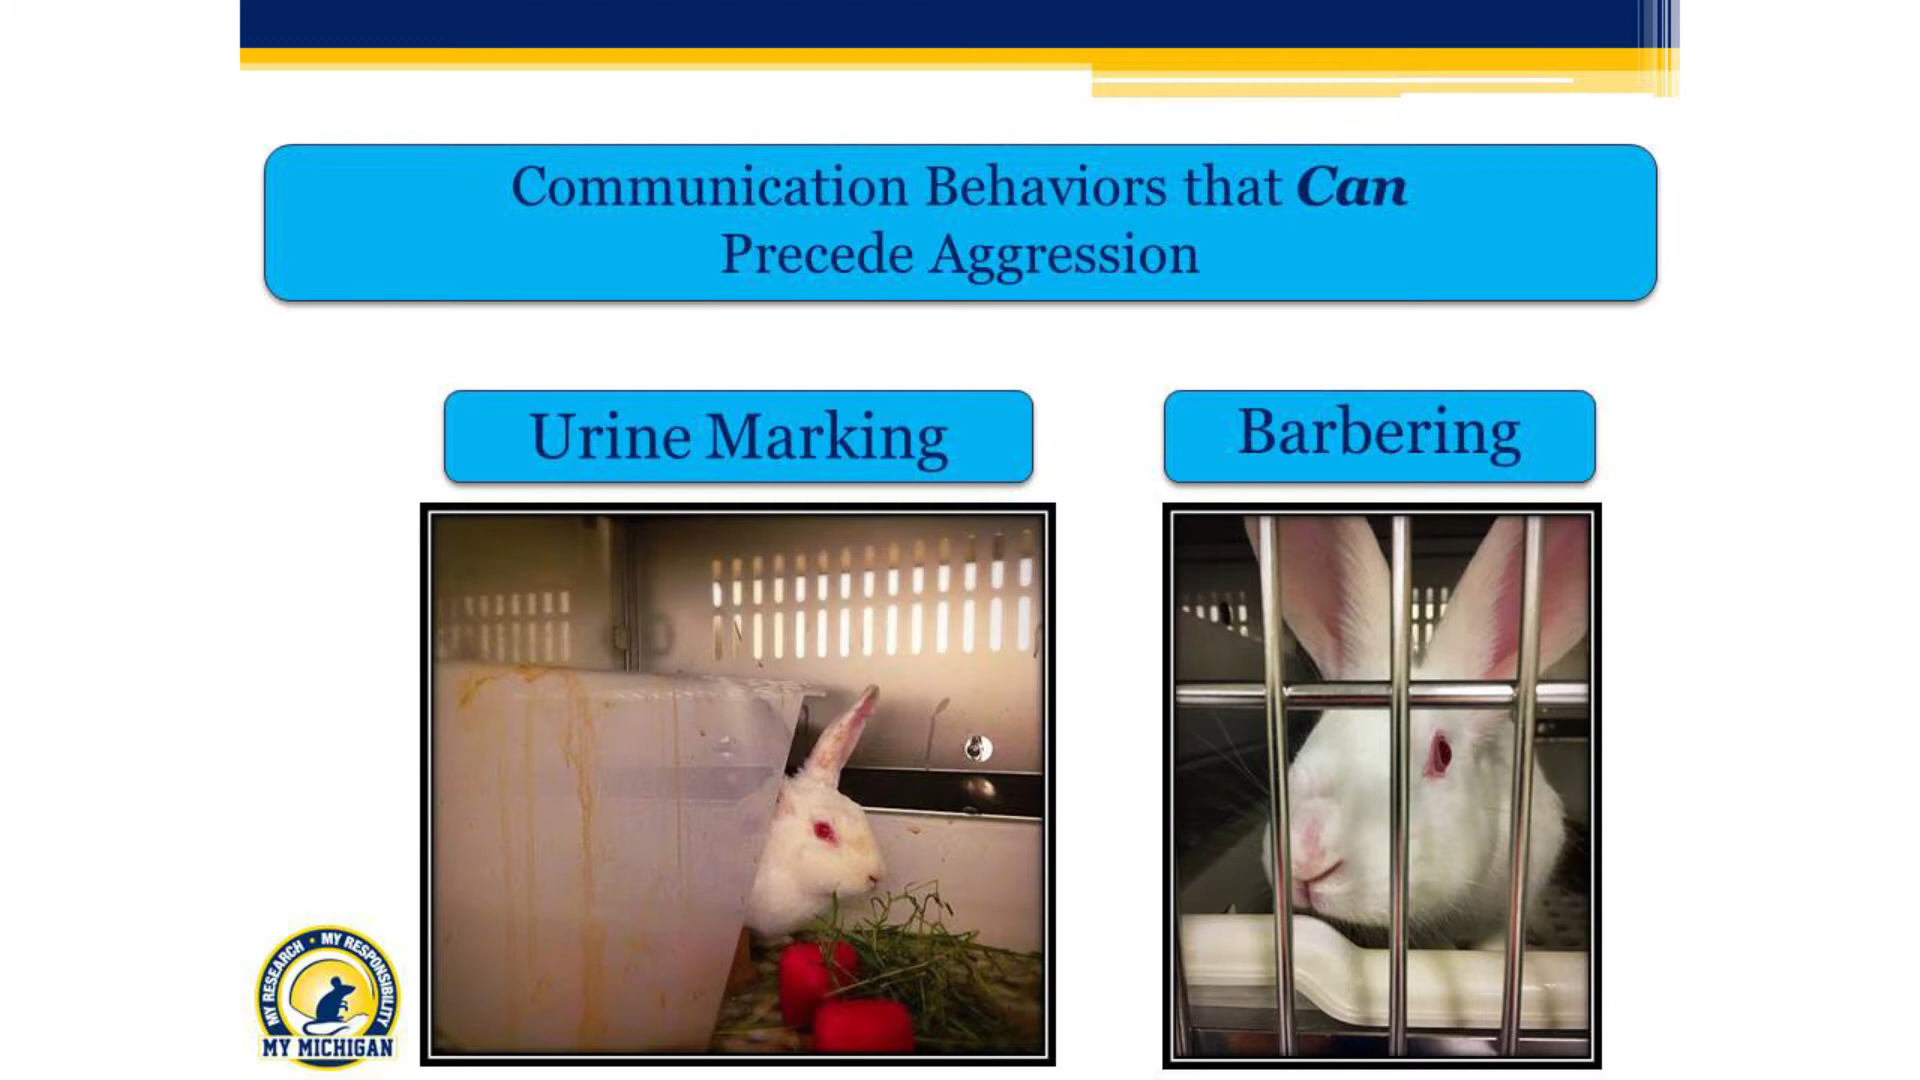 Communication Behaviors that Can
Precede Aggression
Urine Marking
Barbering
MY RESEARCH • MY RESPONSIBILITY
MY MICHIGAN